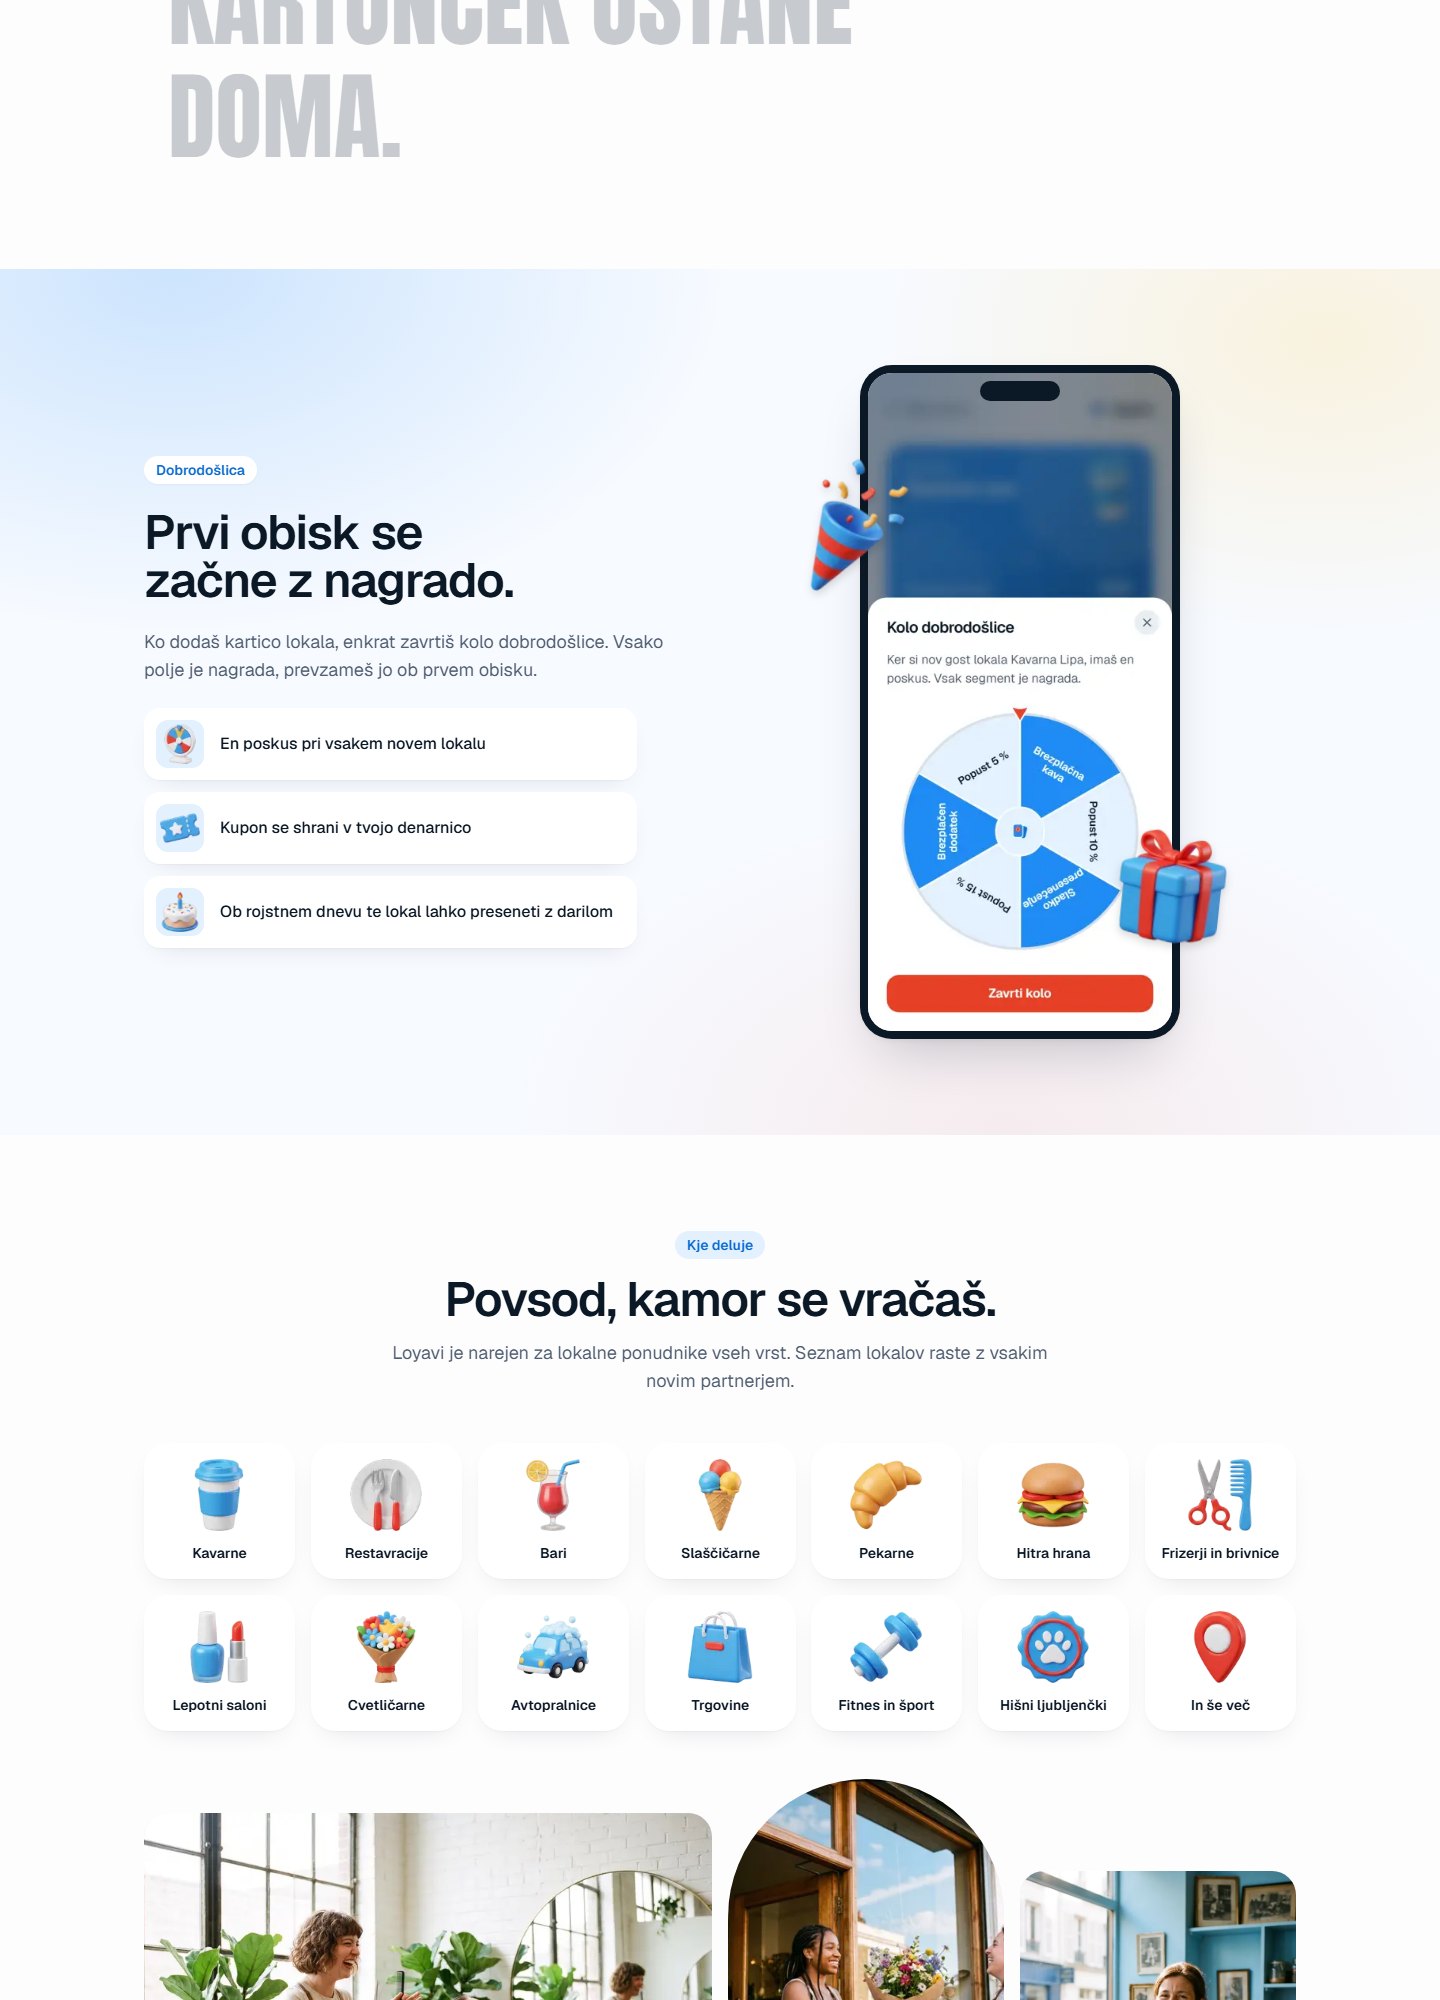 KARTONČEK OSTANE
DOMA.
Dobrodošlica
Prvi obisk se
začne z nagrado.
Ko dodaš kartico lokala, enkrat zavrtiš kolo dobrodošlice. Vsako
polje je nagrada, prevzameš jo ob prvem obisku.
En poskus pri vsakem novem lokalu
Kupon se shrani v tvojo denarnico
Ob rojstnem dnevu te lokal lahko preseneti z darilom
Kolo dobrodošlice
Ker si nov gost lokala Kavarna Lipa, imaš en
poskus. Vsak segment je nagrada.
Brezplačna
kava
Popust 10 %
Sladko
presenečenje
Popust 15 %
Brezplačen
dodatek
Popust 5 %
Zavrti kolo
Kje deluje
Povsod, kamor se vračaš.
Loyavi je narejen za lokalne ponudnike vseh vrst. Seznam lokalov raste z vsakim
novim partnerjem.
Kavarne
Restavracije
Bari
Slaščičarne
Pekarne
Hitra hrana
Frizerji in brivnice
Lepotni saloni
Cvetličarne
Avtopralnice
Trgovine
Fitnes in šport
Hišni ljubljenčki
In še več